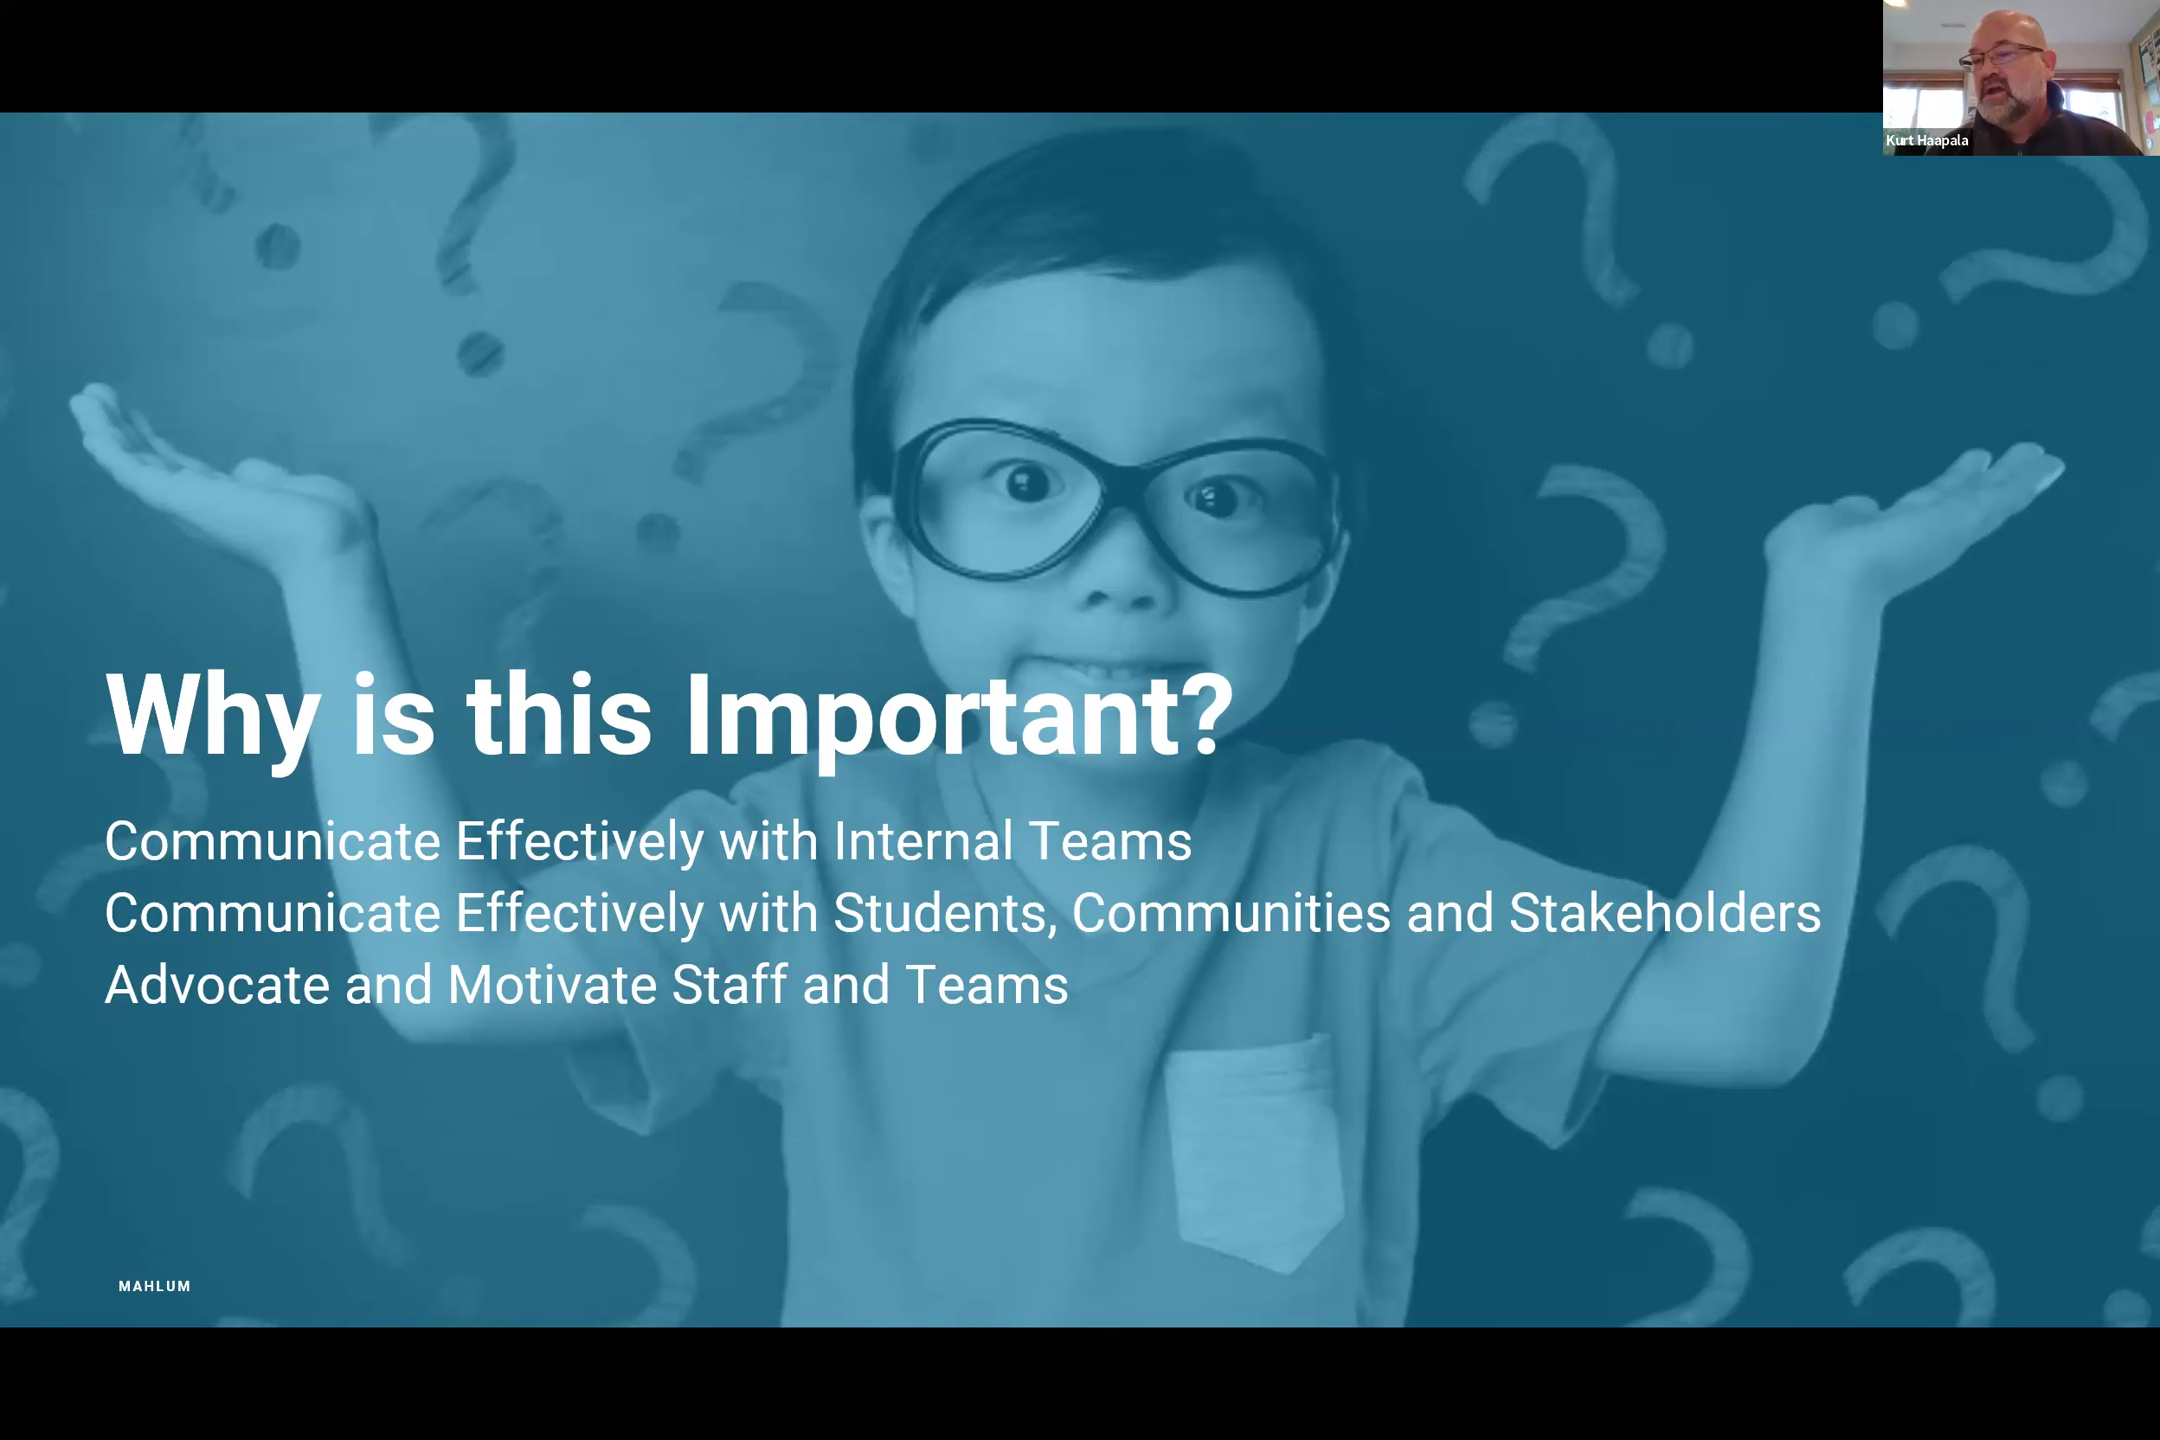 Kurt Haapala
Why is this Important?
Communicate Effectively with Internal Teams
Communicate Effectively with Students, Communities and Stakeholders
Advocate and Motivate Staff and Teams
MAHLUM